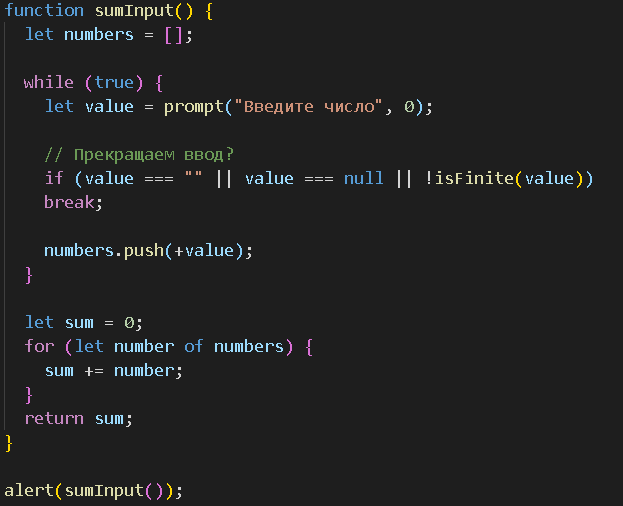 function sumInput() {
  let numbers = [];

  while (true) {
    let value = prompt("Введите число", 0);

    // Прекращаем ввод?
    if (value === "" || value === null || !isFinite(value))
    break;

    numbers.push(+value);
  }

  let sum = 0;
  for (let number of numbers) {
    sum += number;
  }
  return sum;
}

alert(sumInput());